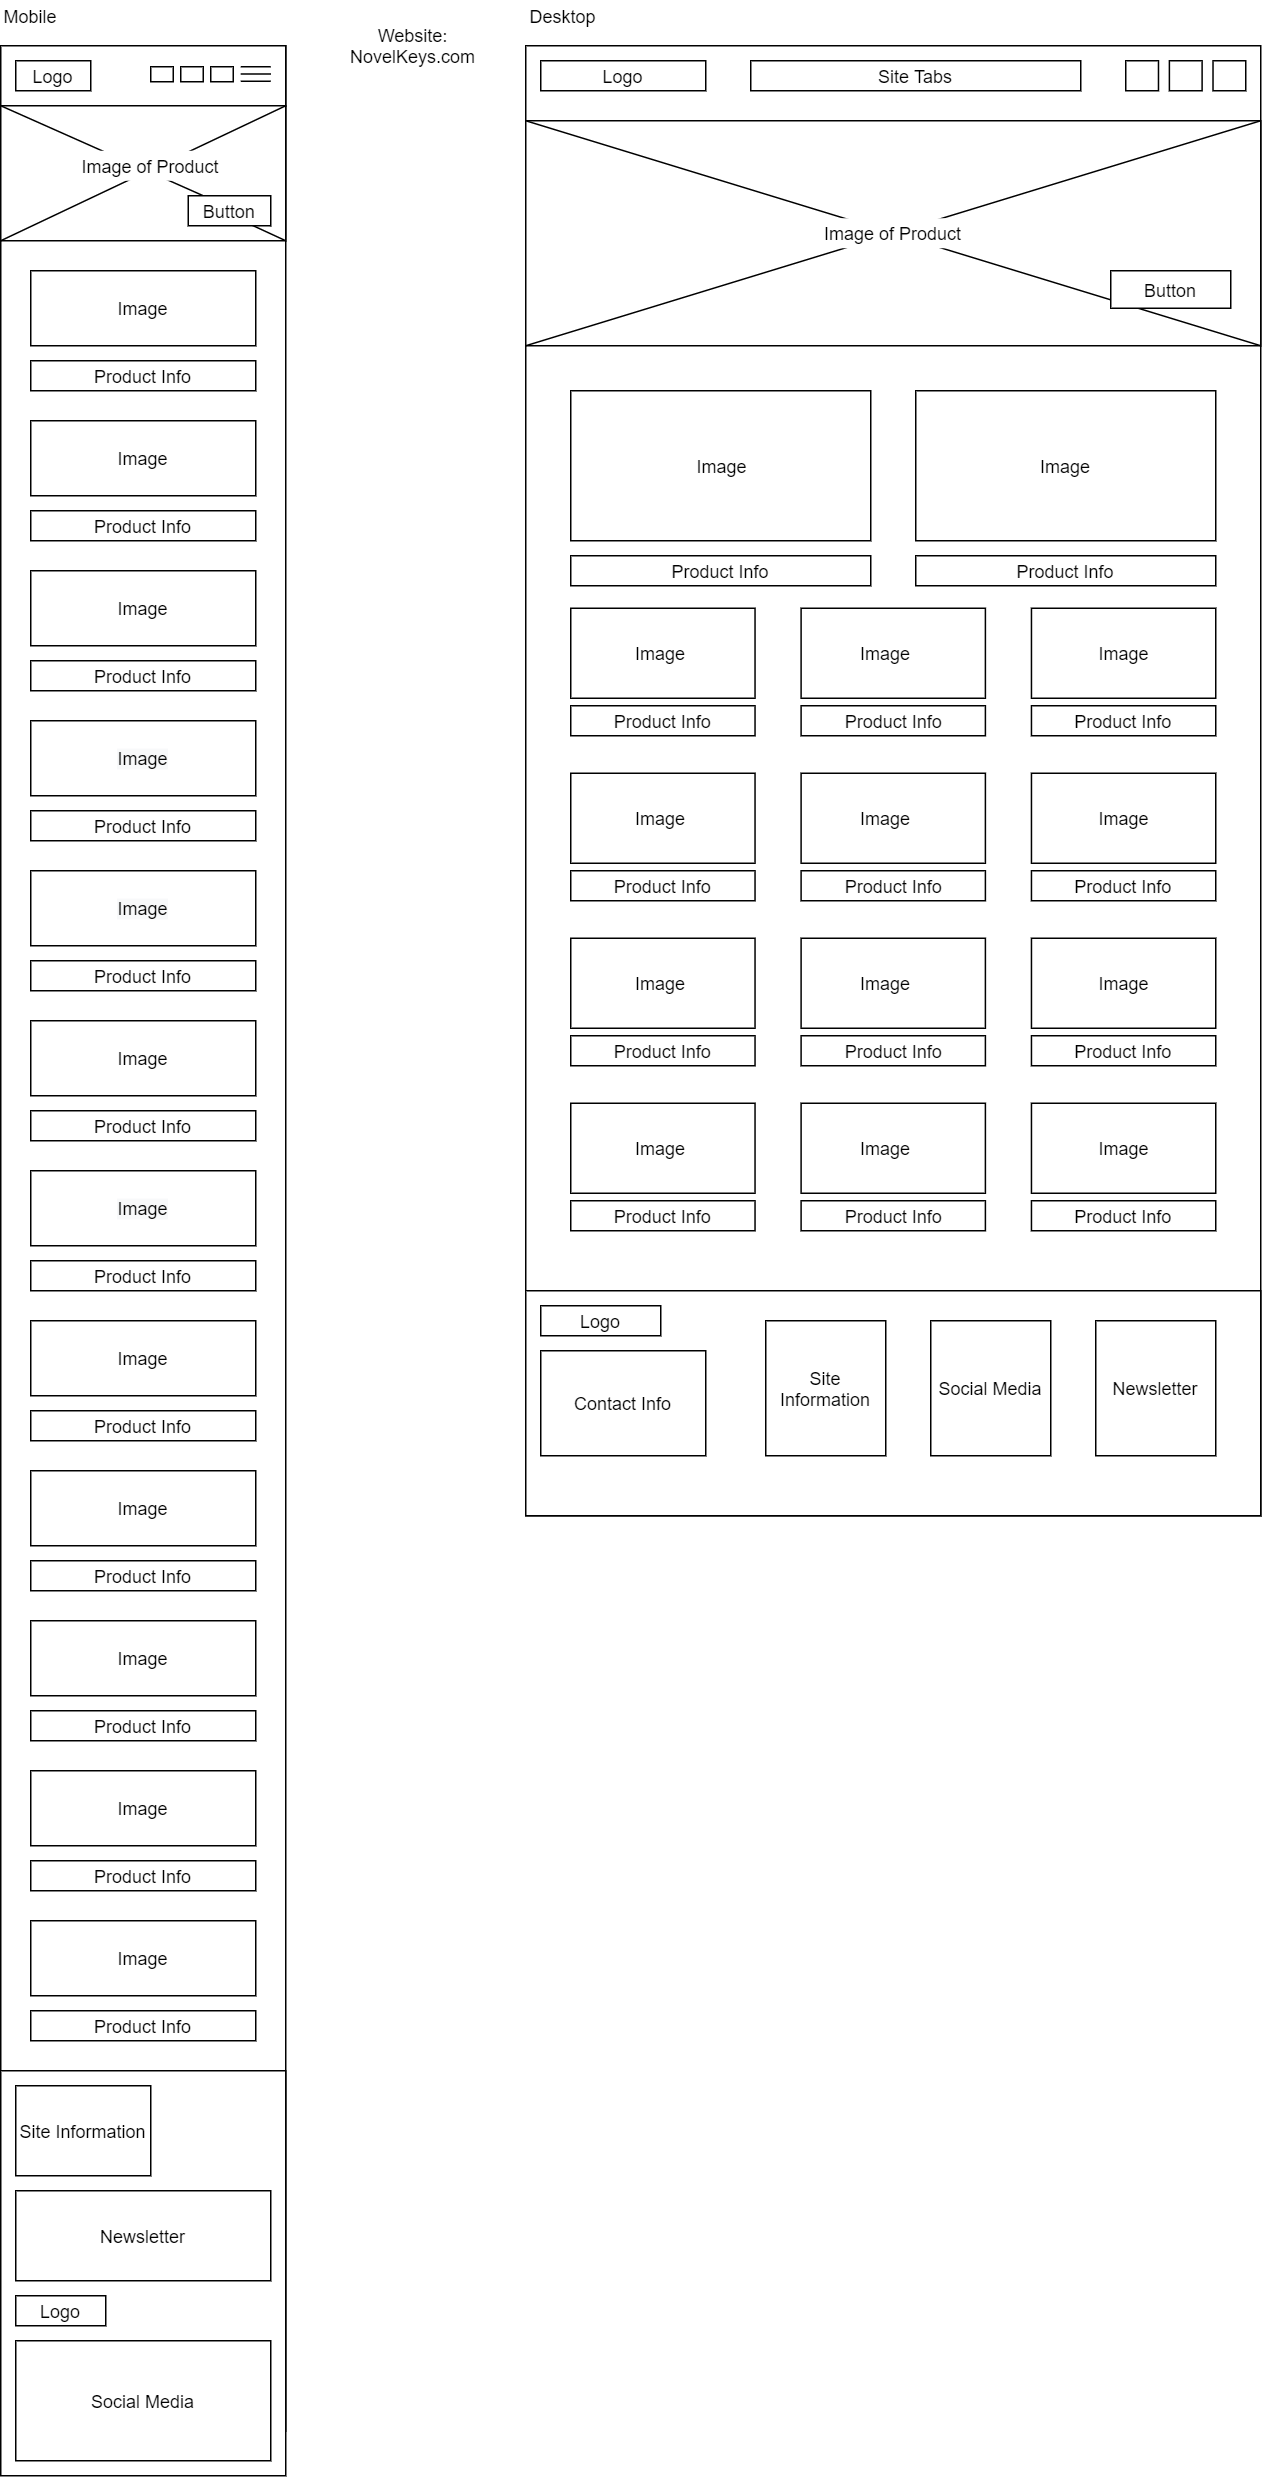 Mobile
Website:
NovelKeys.com
Desktop
Logo
Image of Product
Button
Image
Product Info
Image
Product Info
Image
Product Info
Image
Product Info
Image
Product Info
Image
Product Info
Image
Product Info
Image
Product Info
Image
Product Info
Image
Product Info
Image
Product Info
Image
Product Info
Site Information
Newsletter
Logo
Social Media
Logo
Site Tabs
Image of Product
Button
Image
Image
Product Info
Product Info
Image
Image
Image
Product Info
Product Info
Product Info
Image
Image
Image
Product Info
Product Info
Product Info
Image
Image
Image
Product Info
Product Info
Product Info
Image
Image
Image
Product Info
Product Info
Product Info
Logo
Contact Info
Site
Information
Social Media
Newsletter